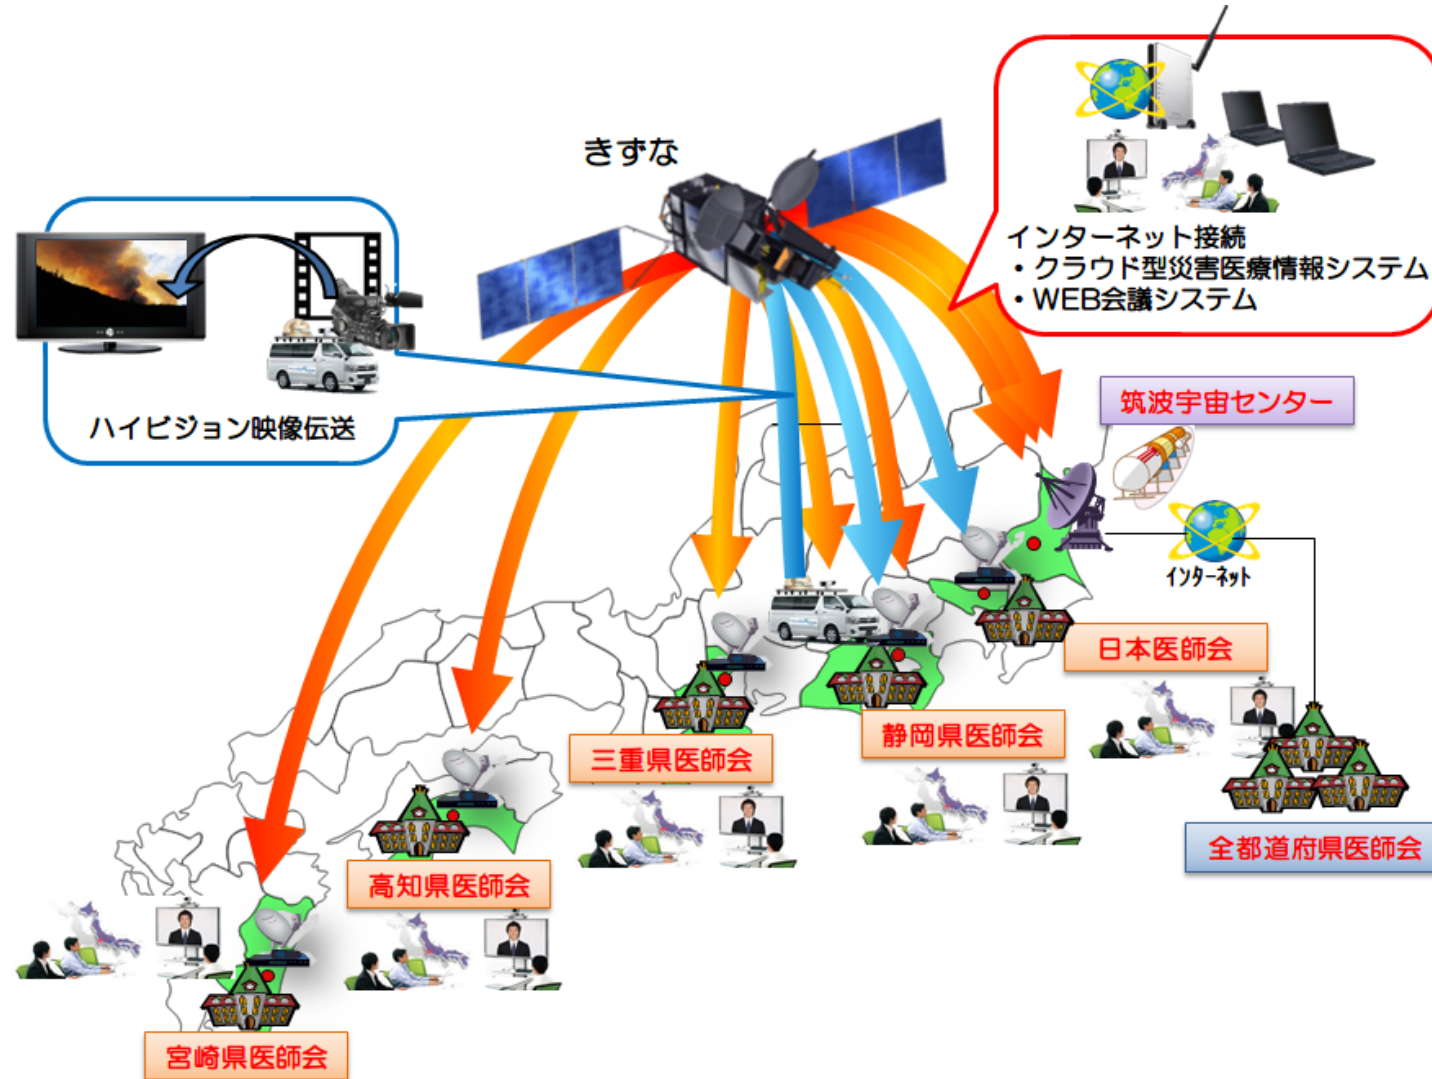 きずな
インターネット接続
・クラウド型災害医療情報システム
・WEB会議システム
ハイビジョン映像伝送
筑波宇宙センター
インターネット
日本医師会
静岡県医師会
三重県医師会
全都道府県医師会
高知県医師会
宮崎県医師会